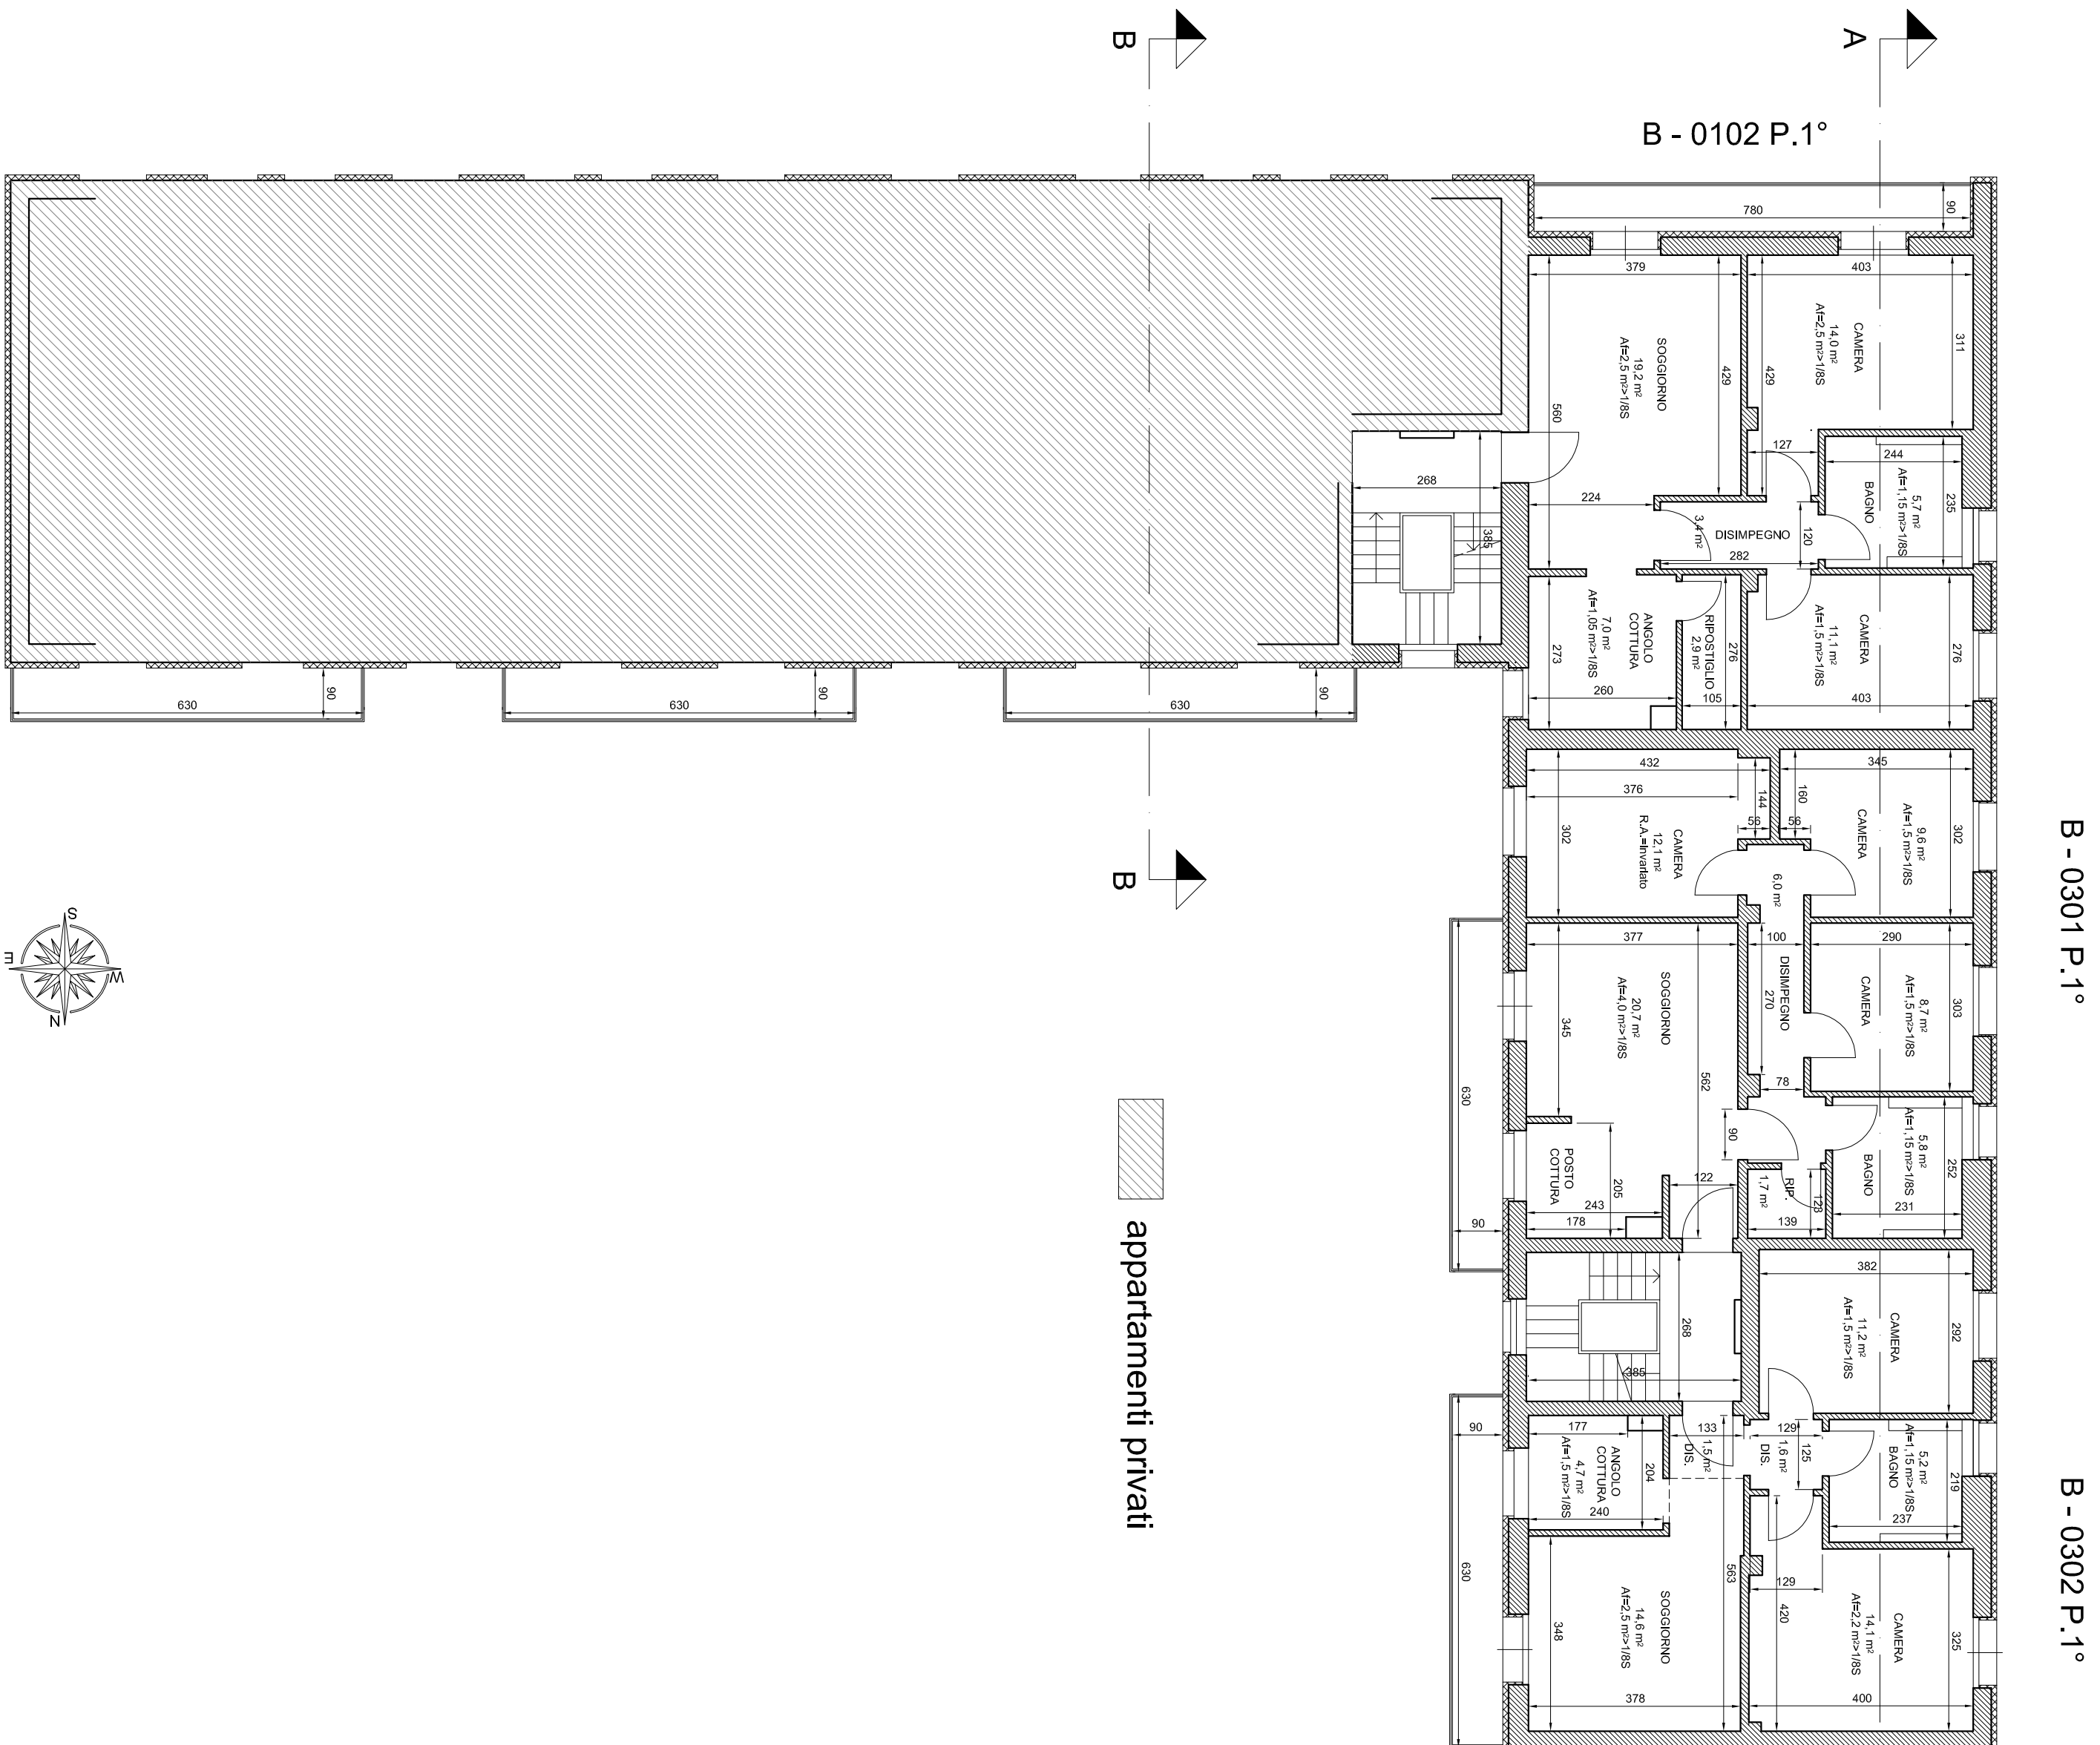 B
A
B - 0102 P.1°
780
90
379
403
429
429
311
560
CAMERA
14,0 m²
Af=2,5 m²>1/8S
SOGGIORNO
19,2 m²
Af=2,5 m²>1/8S
127
244
235
BAGNO
5,7 m²
Af=1,15 m²>1/8S
268
385
224
3,4 m²
DISIMPEGNO
120
282
ANGOLO
COTTURA
7,0 m²
Af=1,05 m²>1/8S
RIPOSTIGLIO
2,9 m²
276
CAMERA
11,1 m²
Af=1,5 m²>1/8S
276
273
260
105
403
630
90
630
90
630
90
432
376
345
144
160
56
56
302
302
CAMERA
12,1 m²
R.A.=Invariato
CAMERA
9,6 m²
Af=1,5 m²>1/8S
B - 0301 P.1°
B
6,0 m²
377
100
290
345
562
303
SOGGIORNO
20,7 m²
Af=4,0 m²>1/8S
DISIMPEGNO
270
CAMERA
8,7 m²
Af=1,5 m²>1/8S
78
90
630
90
POSTO
COTTURA
205
243
178
122
RIP.
1,7 m²
128
139
BAGNO
5,8 m²
Af=1,15 m²>1/8S
252
231
382
268
385
CAMERA
11,2 m²
Af=1,5 m²>1/8S
292
S
W
E
N
appartamenti privati
90
630
177
133
129
ANGOLO
COTTURA
4,7 m²
Af=1,5 m²>1/8S
204
240
DIS.
1,5 m²
DIS.
1,6 m²
125
BAGNO
5,2 m²
Af=1,15 m²>1/8S
219
237
B - 0302 P.1°
SOGGIORNO
14,6 m²
Af=2,5 m²>1/8S
348
563
378
129
420
CAMERA
14,1 m²
Af=2,2 m²>1/8S
325
400